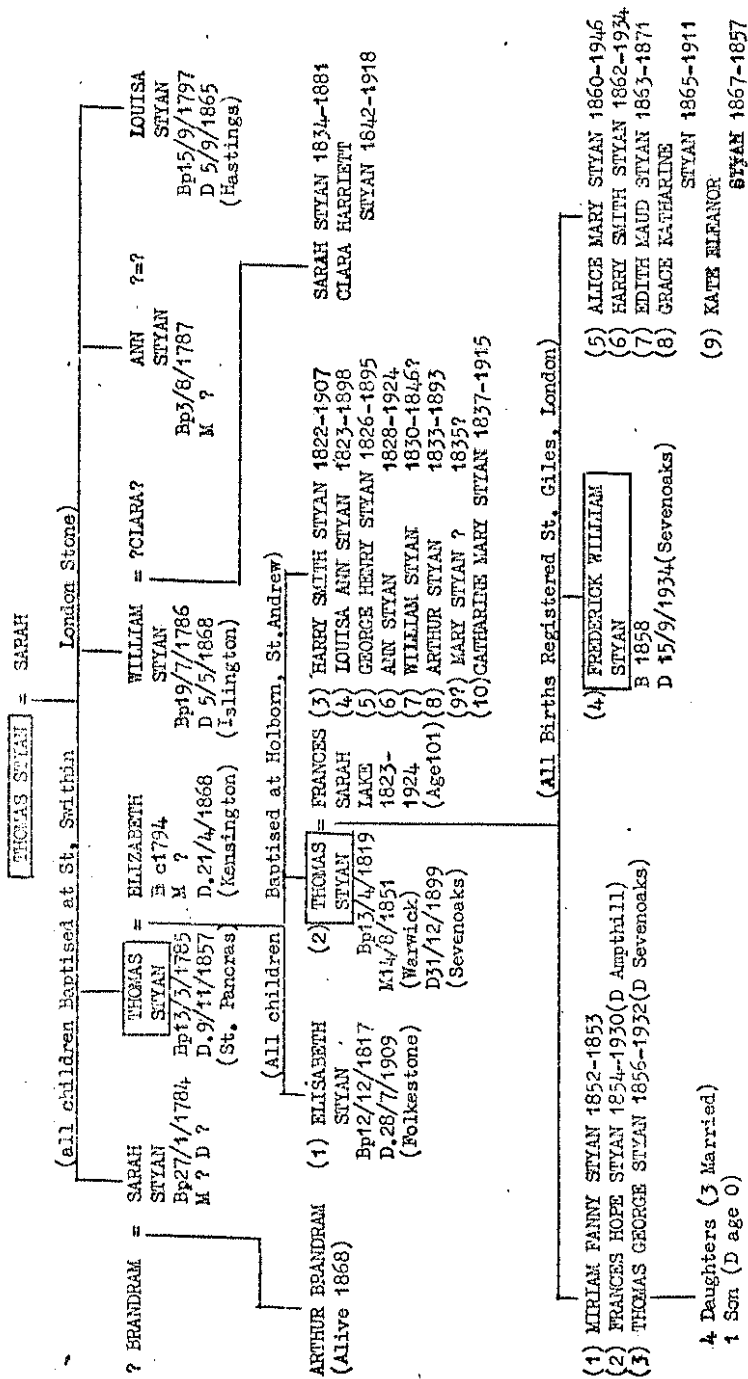 THOMAS STYAN = SARAH
(all children Baptised at St, Swithin London Stone)
? BRANDRAM =
SARAH
STYAN
Bp27/1/1784
M ? D ?
THOMAS
STYAN
Bp13/3/1785
D.9/11/1857
(St. Pancras)
=
ELIZABETH
B c1794
M ?
D.21/4/1868
(Kensington)
WILLIAM = ?CLARA?
STYAN
Bp19/7/1786
D 5/5/1868
(Islington)
ANN ?=?
STYAN
Bp3/8/1787
M ?
LOUISA
STYAN
Bp15/9/1797
D 5/9/1865
(Hastings)
ARTHUR BRANDRAM
(Alive 1868)
(All children Baptised at Holborn, St.Andrew)
(1) ELISABETH
STYAN
Bp12/12/1817
D.28/7/1909
(Folkestone)
(2) THOMAS
STYAN
Bp13/4/1819
M14/8/1851
(Warwick)
D31/12/1899
(Sevenoaks)
= FRANCES
SARAH
LAKE
1823-
1924
(Age101)
(3) HARRY SMITH STYAN 1822-1907
(4) LOUISA ANN STYAN 1823-1898
(5) GEORGE HENRY STYAN 1826-1895
(6) ANN STYAN 1828-1924
(7) WILLIAM STYAN 1830-1846?
(8) ARTHUR STYAN 1833-1893
(9?) MARY STYAN ? 1835?
(10)CATHARINE MARY STYAN 1837-1915
SARAH STYAN 1834-1881
CLARA HARRIETT
STYAN 1842-1918
(All Births Registered St. Giles, London)
(1) MIRIAM FANNY STYAN 1852-1853
(2) FRANCES HOPE STYAN 1854-1930(D Ampthill)
(3) THOMAS GEORGE STYAN 1856-1932(D Sevenoaks)
4 Daughters (3 Married)
1 Son (D age 0)
(4) FREDERICK WILLIAM
STYAN
B 1858
D 15/9/1934(Sevenoaks)
(5) ALICE MARY STYAN 1860-1946
(6) HARRY SMITH STYAN 1862-1934
(7) EDITH MAUD STYAN 1863-1871
(8) GRACE KATHARINE
STYAN 1865-1911
(9) KATE ELEANOR
STYAN 1867-1857